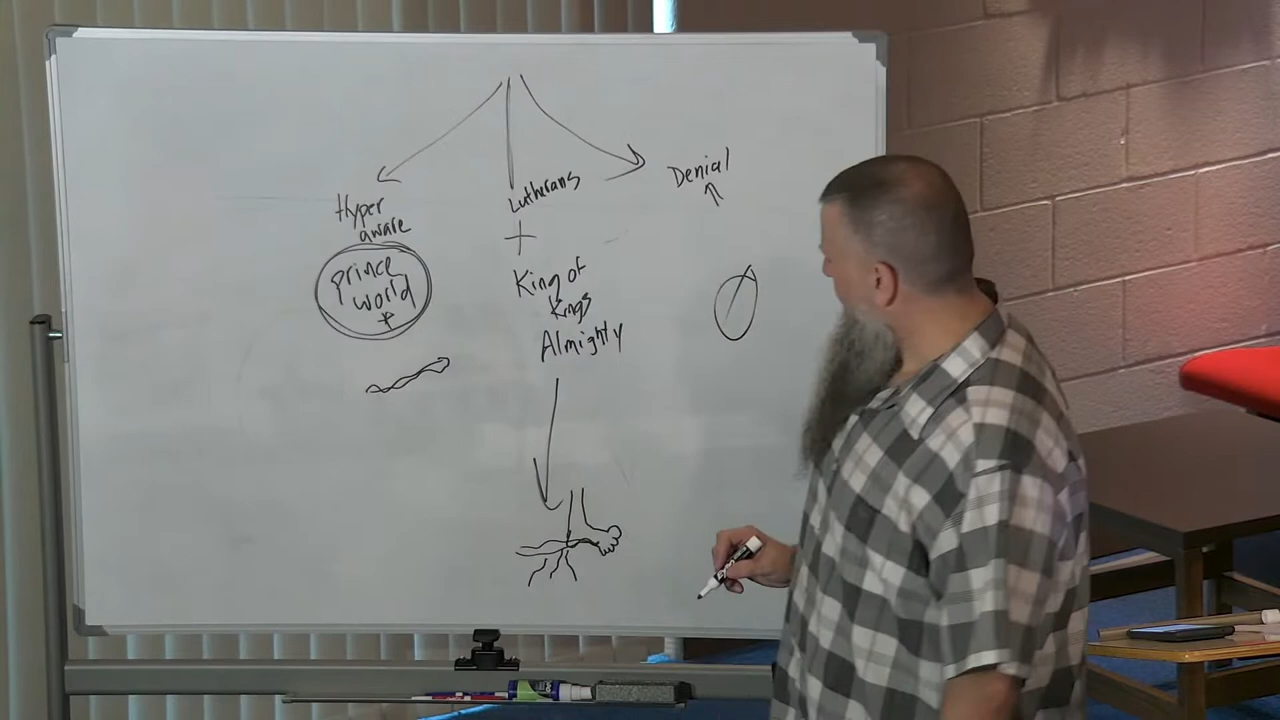 Hyper
aware
prince
world
Lutherans
King of
Kings
Almighty
Denial